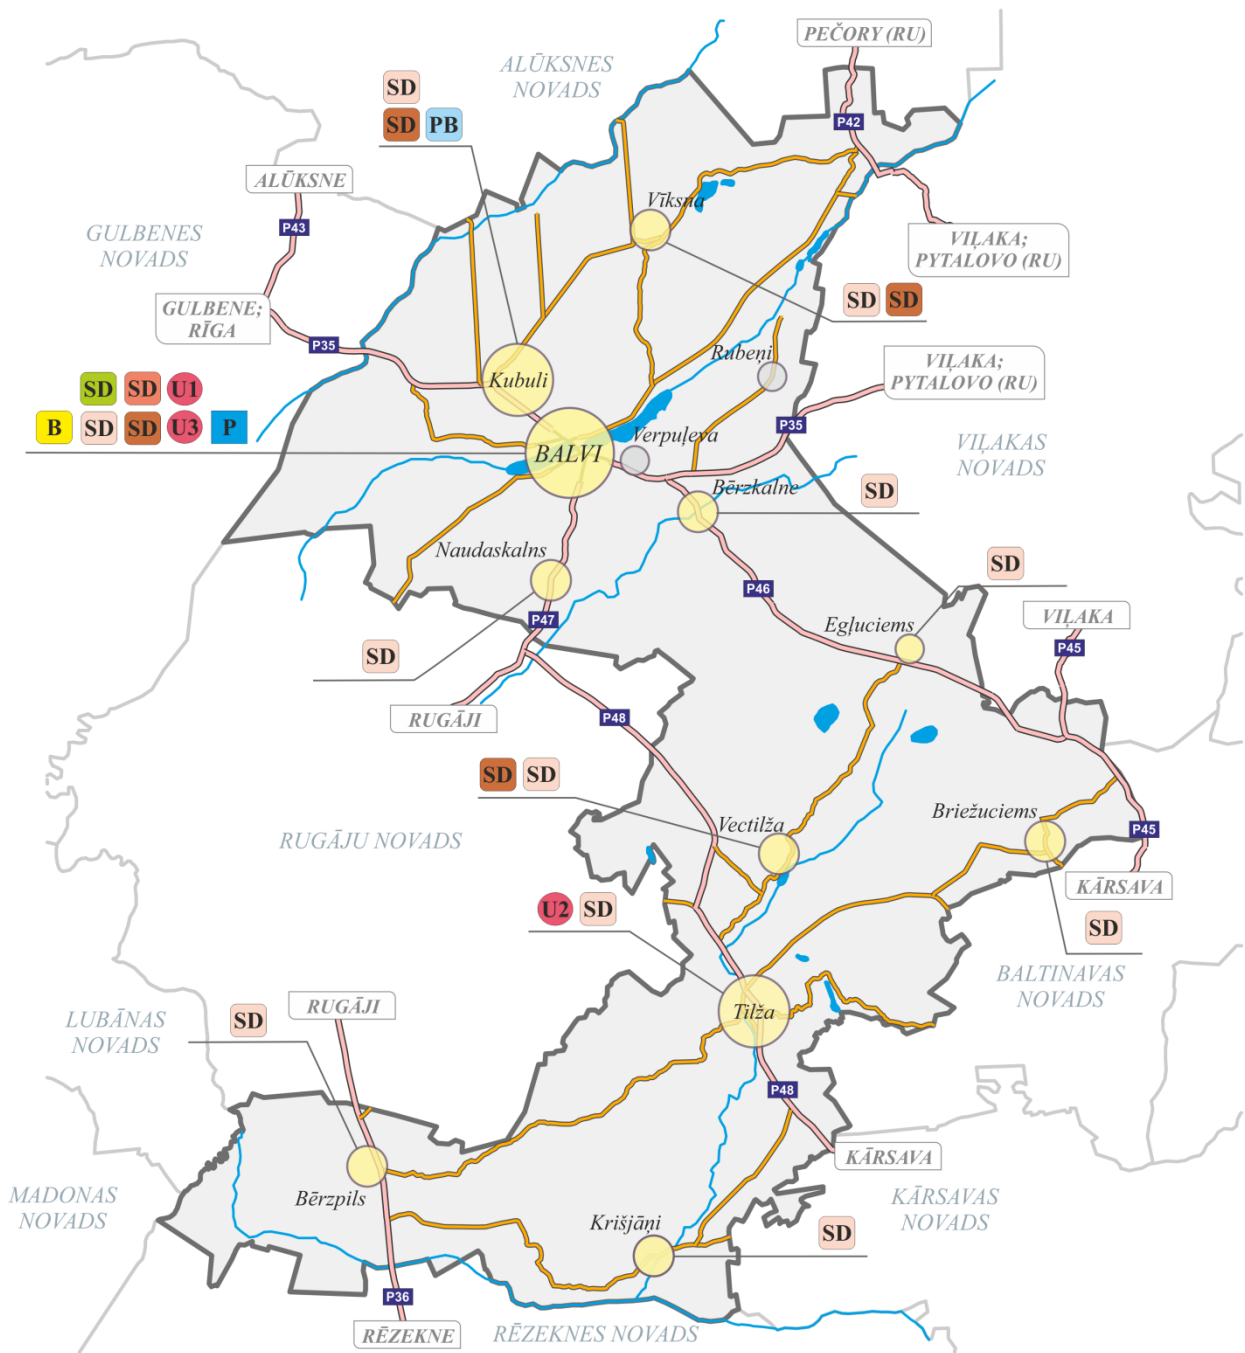 PEČORY (RU)
ALŪKSNES
NOVADS
SD
SD PB
P42
ALŪKSNE
Vīksna
P43
GULBENES
NOVADS
VIĻAKA;
PYTALOVO (RU)
GULBENE;
RĪGA
SD SD
P35
Rubeņi
VIĻAKA;
PYTALOVO (RU)
Kubuli
SD SD U1
B SD SD U3 P
P35
Verpuļeva
BALVI
VIĻAKAS
NOVADS
Bērzkalne
SD
Naudaskalns
SD
P46
P47
Egļuciems
VIĻAKA
P45
SD
RUGĀJI
P48
SD SD
Vectilža
Briežuciems
P45
RUGĀJU NOVADS
KĀRSAVA
U2 SD
SD
BALTINAVAS
NOVADS
RUGĀJI
Tilža
LUBĀNAS
NOVADS
SD
P48
KĀRSAVA
Bērzpils
MADONAS
NOVADS
KĀRSAVAS
NOVADS
Krišjāņi
SD
P36
RĒZEKNE
RĒZEKNES NOVADS